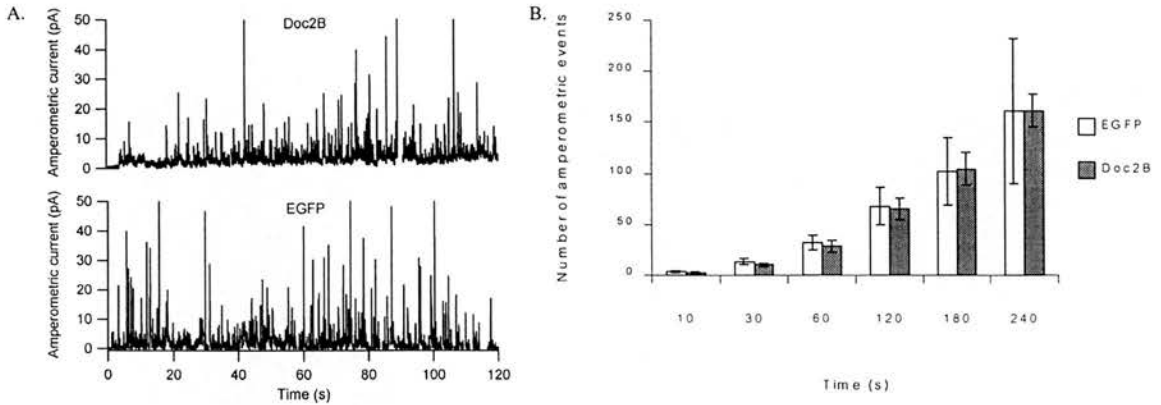 A.
Doc2B
Amperometric current (pA)
50
40
30
20
10
0
EGFP
Amperometric current (pA)
50
40
30
20
10
0
0 20 40 60 80 100 120
Time (s)
B.
Number of amperometric events
250
200
150
100
50
0
10 30 60 120 180 240
Time (s)
EGFP
Doc2B